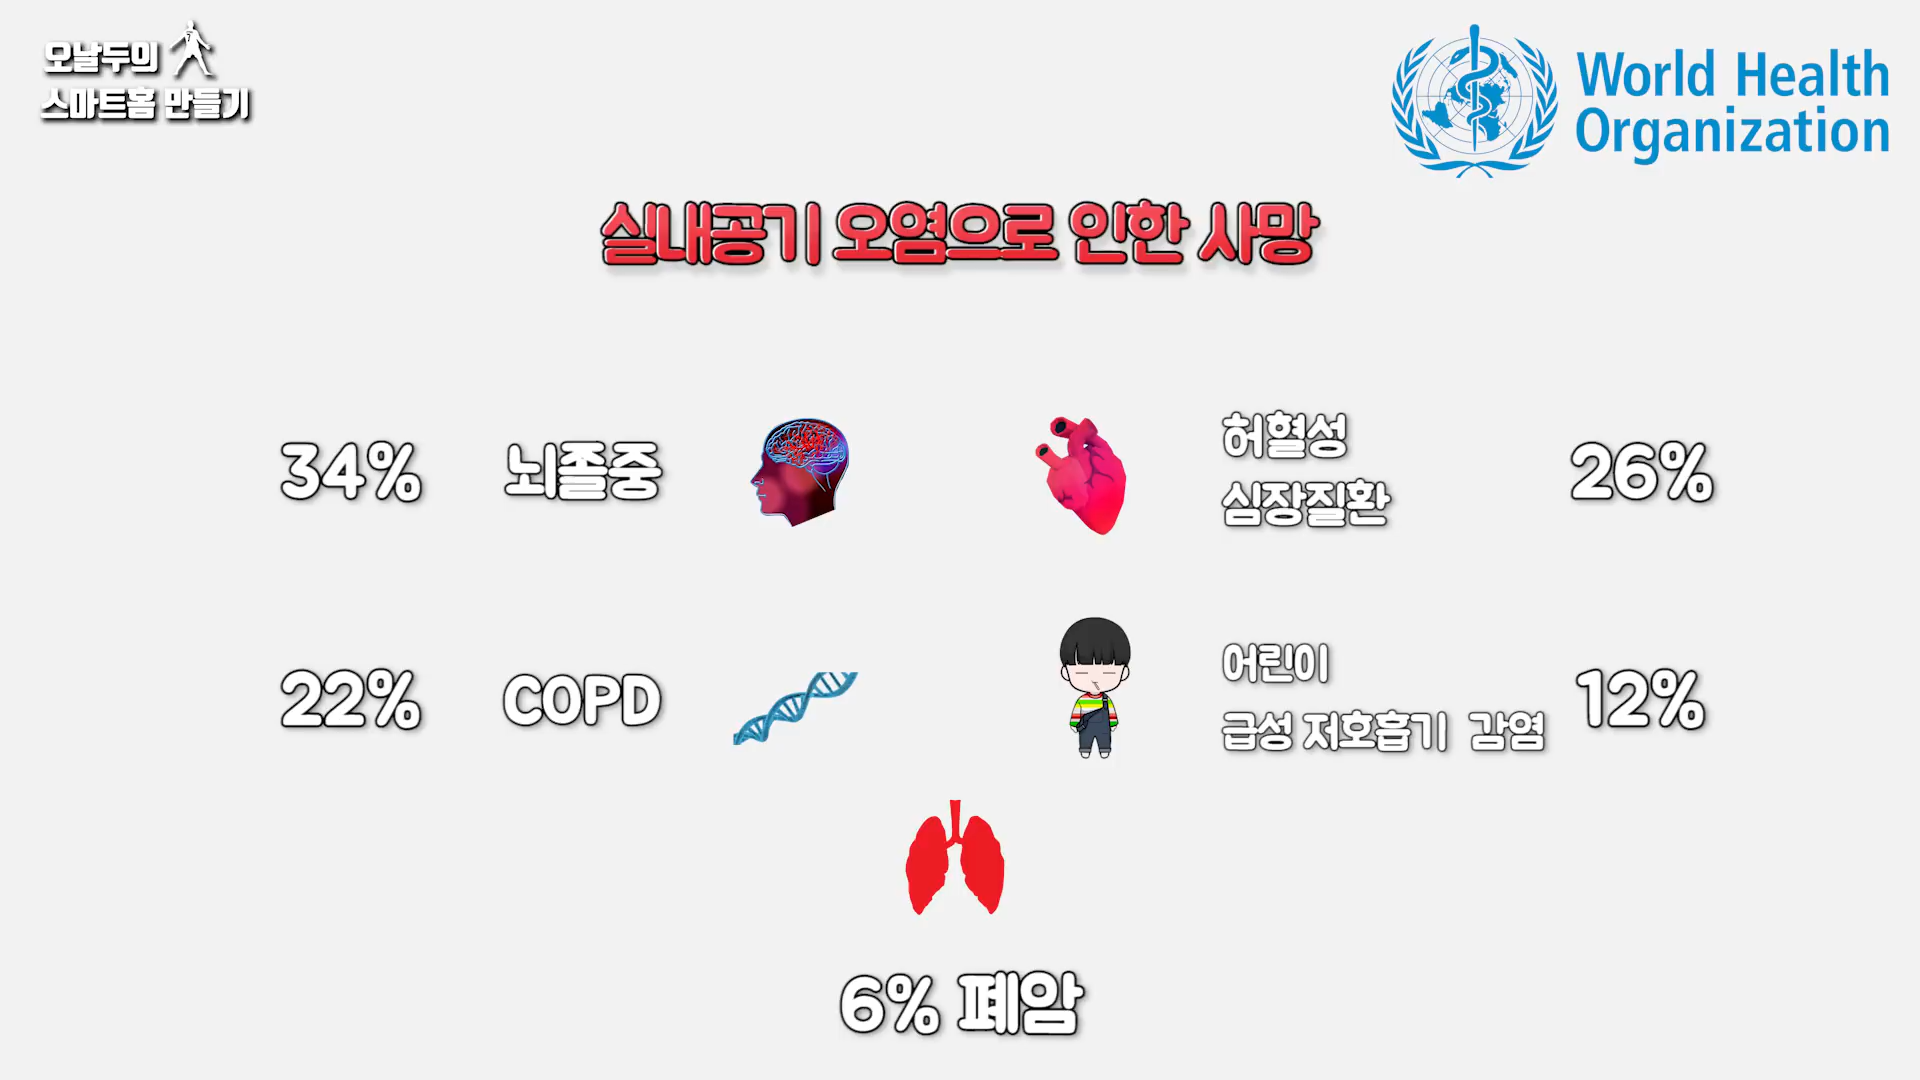 오날두의
스마트홈 만들기
World Health
Organization
실내공기 오염으로 인한 사망
34% 뇌졸중
허혈성
심장질환
26%
22% COPD
어린이
급성 저호흡기 감염
12%
6% 폐암